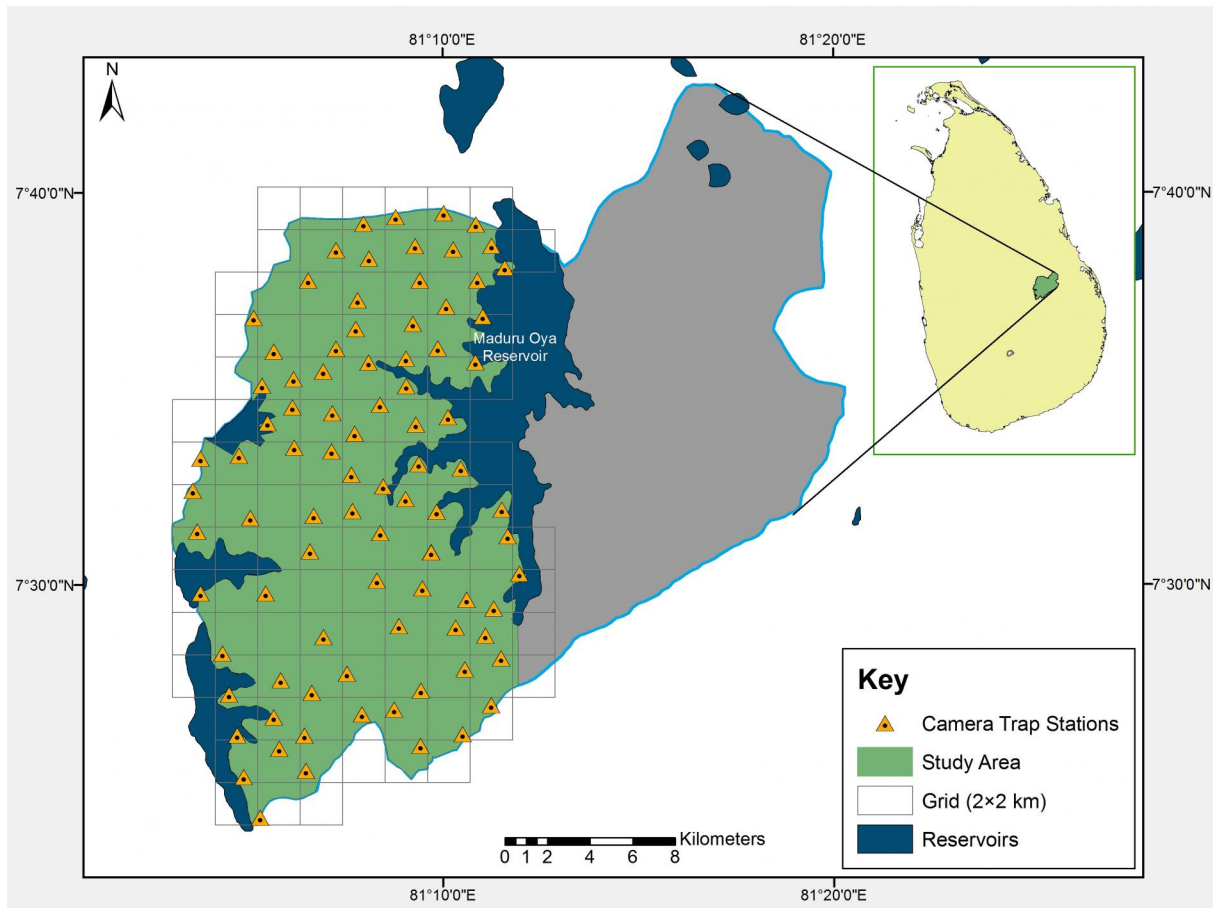 81°10'0"E
81°20'0"E
N
7°40'0"N
7°40'0"N
Maduru Oya
Reservoir
7°30'0"N
7°30'0"N
Key
Camera Trap Stations
Study Area
Grid (2×2 km)
Reservoirs
Kilometers
0 1 2 4 6 8
81°10'0"E
81°20'0"E